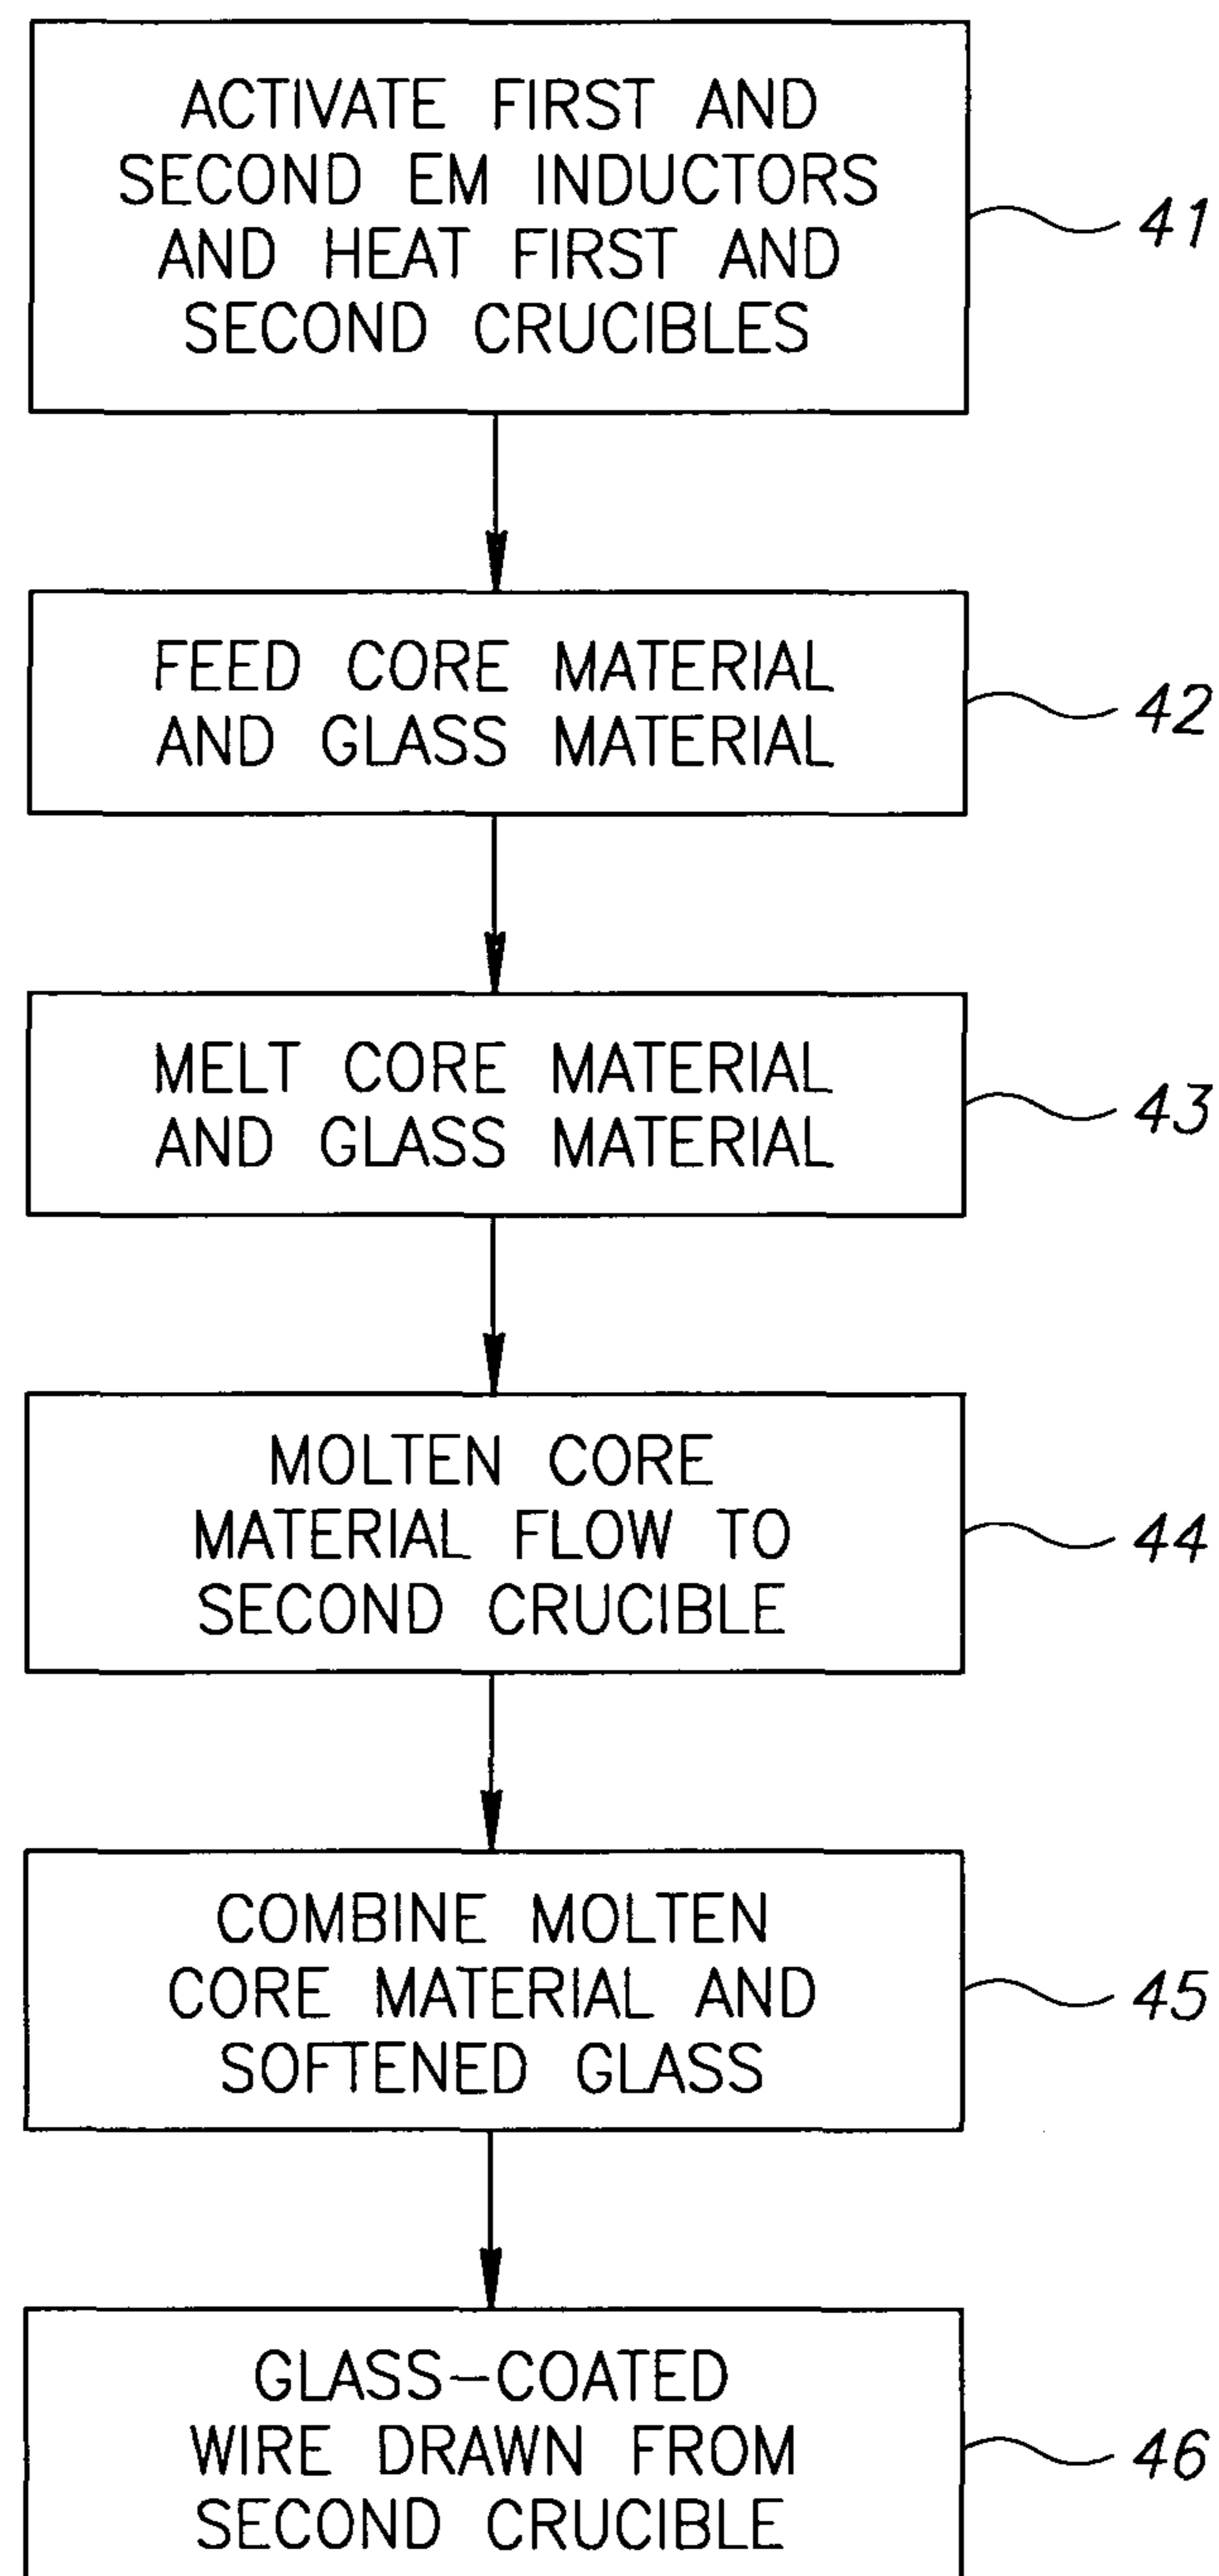 ACTIVATE FIRST AND
SECOND EM INDUCTORS
AND HEAT FIRST AND
SECOND CRUCIBLES
41
FEED CORE MATERIAL
AND GLASS MATERIAL
42
MELT CORE MATERIAL
AND GLASS MATERIAL
43
MOLTEN CORE
MATERIAL FLOW TO
SECOND CRUCIBLE
44
COMBINE MOLTEN
CORE MATERIAL AND
SOFTENED GLASS
45
GLASS-COATED
WIRE DRAWN FROM
SECOND CRUCIBLE
46